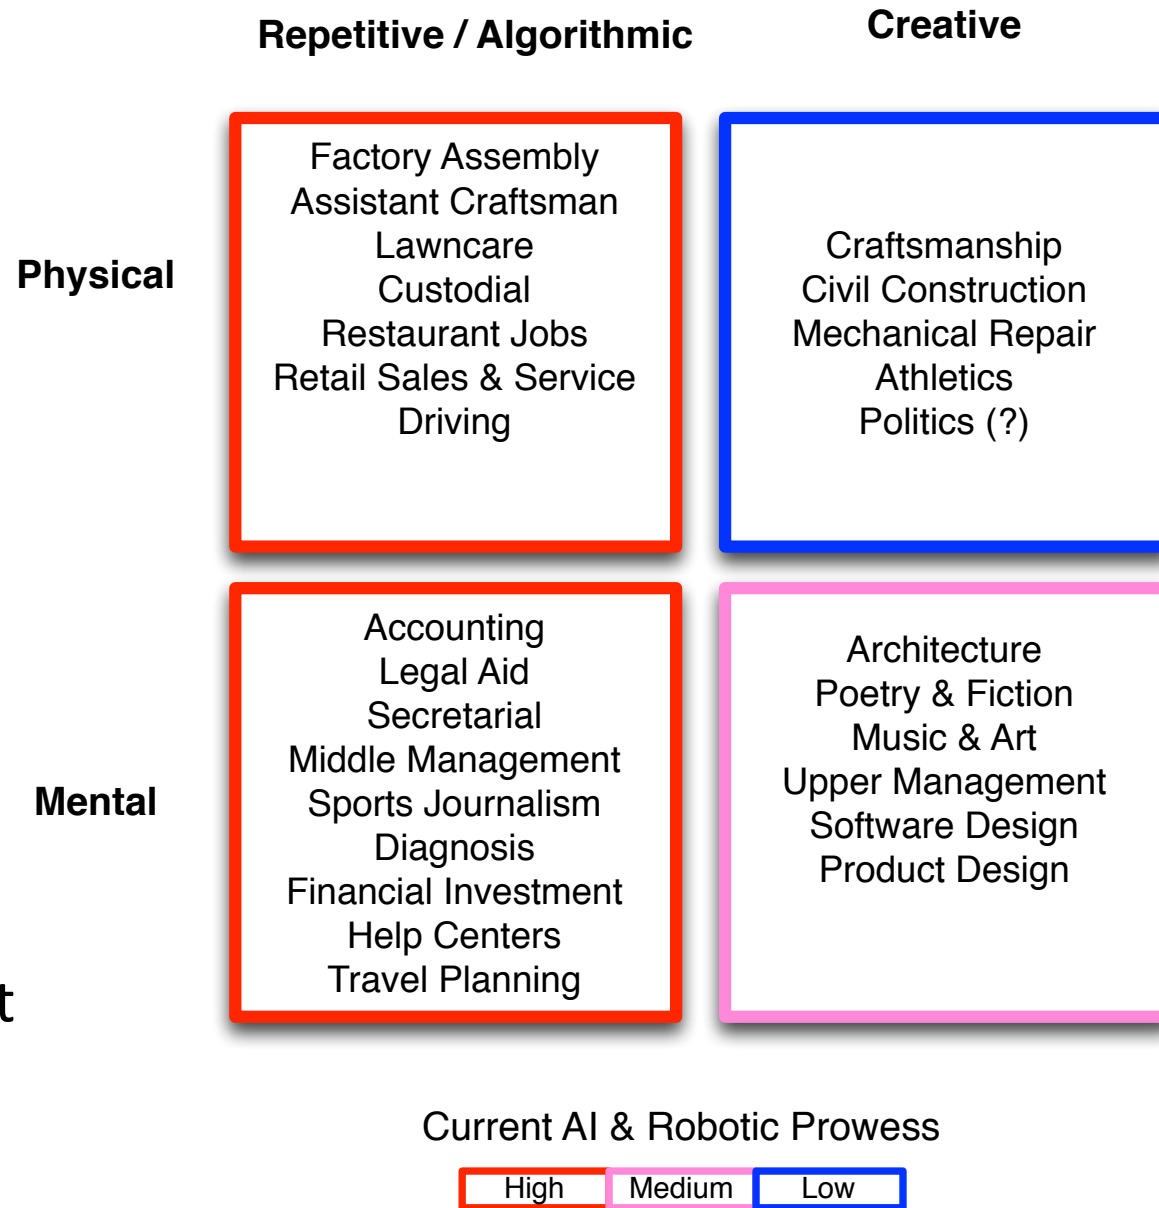 Repetitive / Algorithmic
Creative
Physical
Factory Assembly
Assistant Craftsman
Lawncare
Custodial
Restaurant Jobs
Retail Sales & Service
Driving
Craftsmanship
Civil Construction
Mechanical Repair
Athletics
Politics (?)
Mental
Accounting
Legal Aid
Secretarial
Middle Management
Sports Journalism
Diagnosis
Financial Investment
Help Centers
Travel Planning
Architecture
Poetry & Fiction
Music & Art
Upper Management
Software Design
Product Design
t
Current AI & Robotic Prowess
High Medium Low